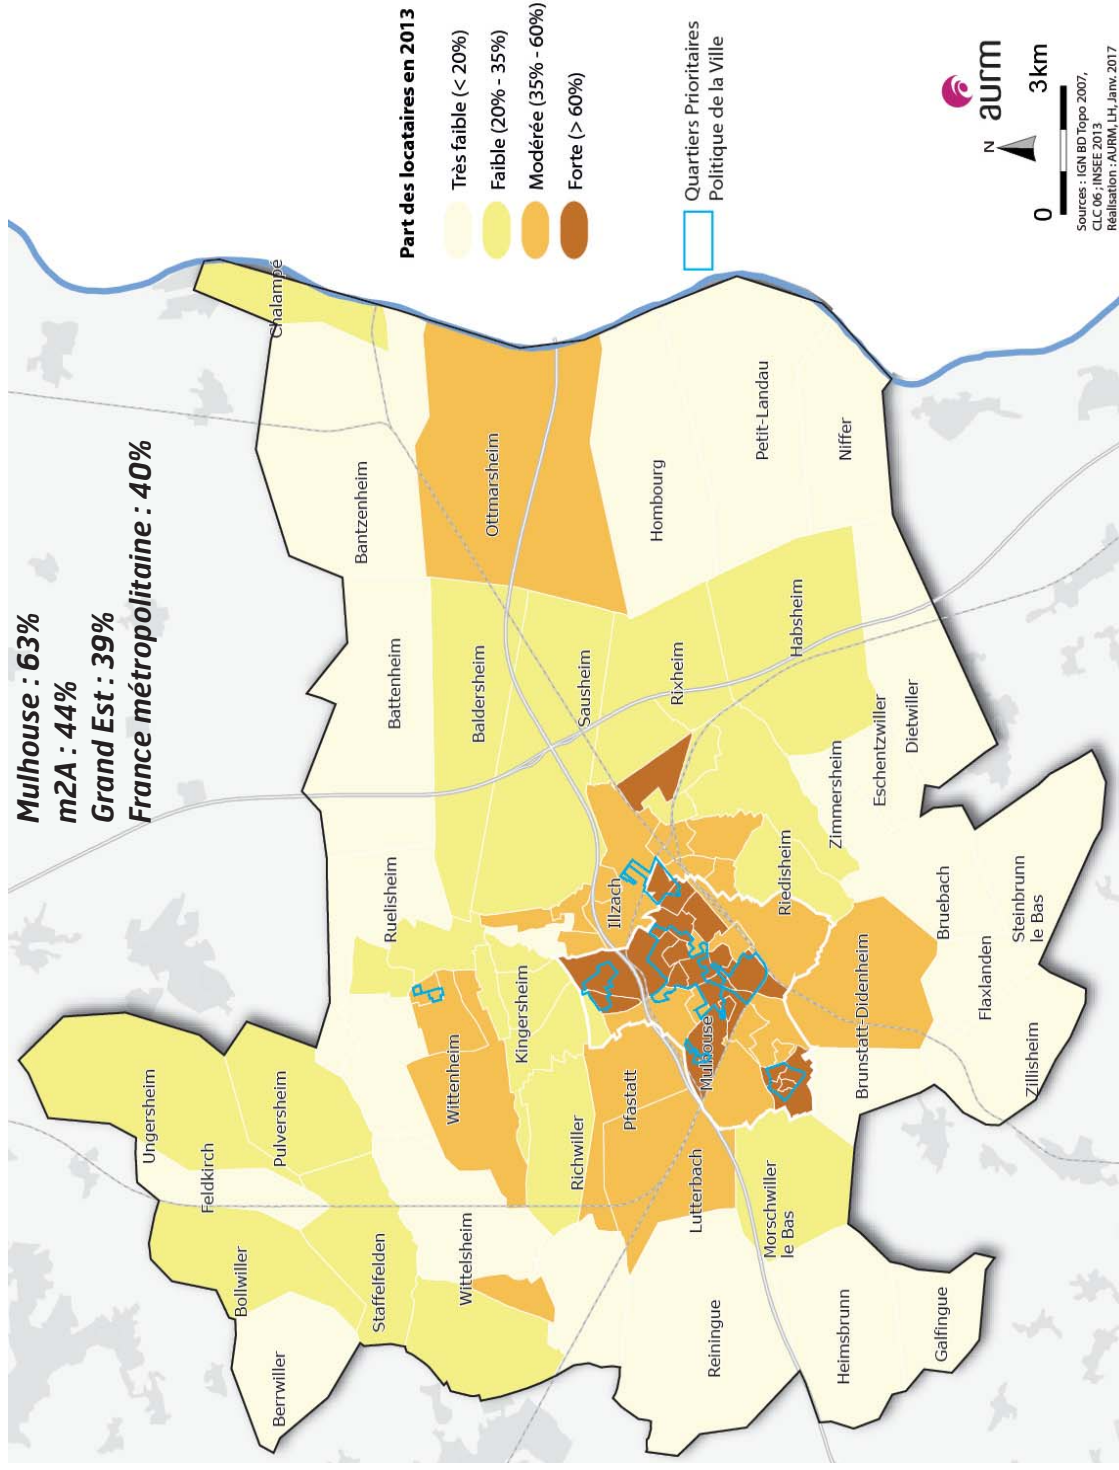 Mulhouse : 63%
m2A : 44%
Grand Est : 39%
France métropolitaine : 40%
Part des locataires en 2013
Très faible (< 20%)
Faible (20% - 35%)
Modérée (35% - 60%)
Forte (> 60%)
Quartiers Prioritaires
Politique de la Ville
Ungersheim
Feldkirch
Pulversheim
Bollwiller
Berrwiller
Staffelfelden
Wittelsheim
Wittenheim
Ruelisheim
Kingersheim
Richwiller
Pfastatt
Lutterbach
Reiningue
Morschwiller
le Bas
Heimsbrunn
Galfingue
Mulhouse
Illzach
Battenheim
Baldersheim
Sausheim
Rixheim
Habsheim
Bantzenheim
Chalampé
Ottmarsheim
Hombourg
Petit-Landau
Niffer
Riedisheim
Zimmersheim
Eschentzwiller
Dietwiller
Brunstatt-Didenheim
Bruebach
Flaxlanden
Steinbrunn
le Bas
Zillisheim
N
aurm
0 3km
Sources : IGN BD Topo 2007,
CLC 06 ; INSEE 2013
Réalisation : AURM, LH, Janv. 2017